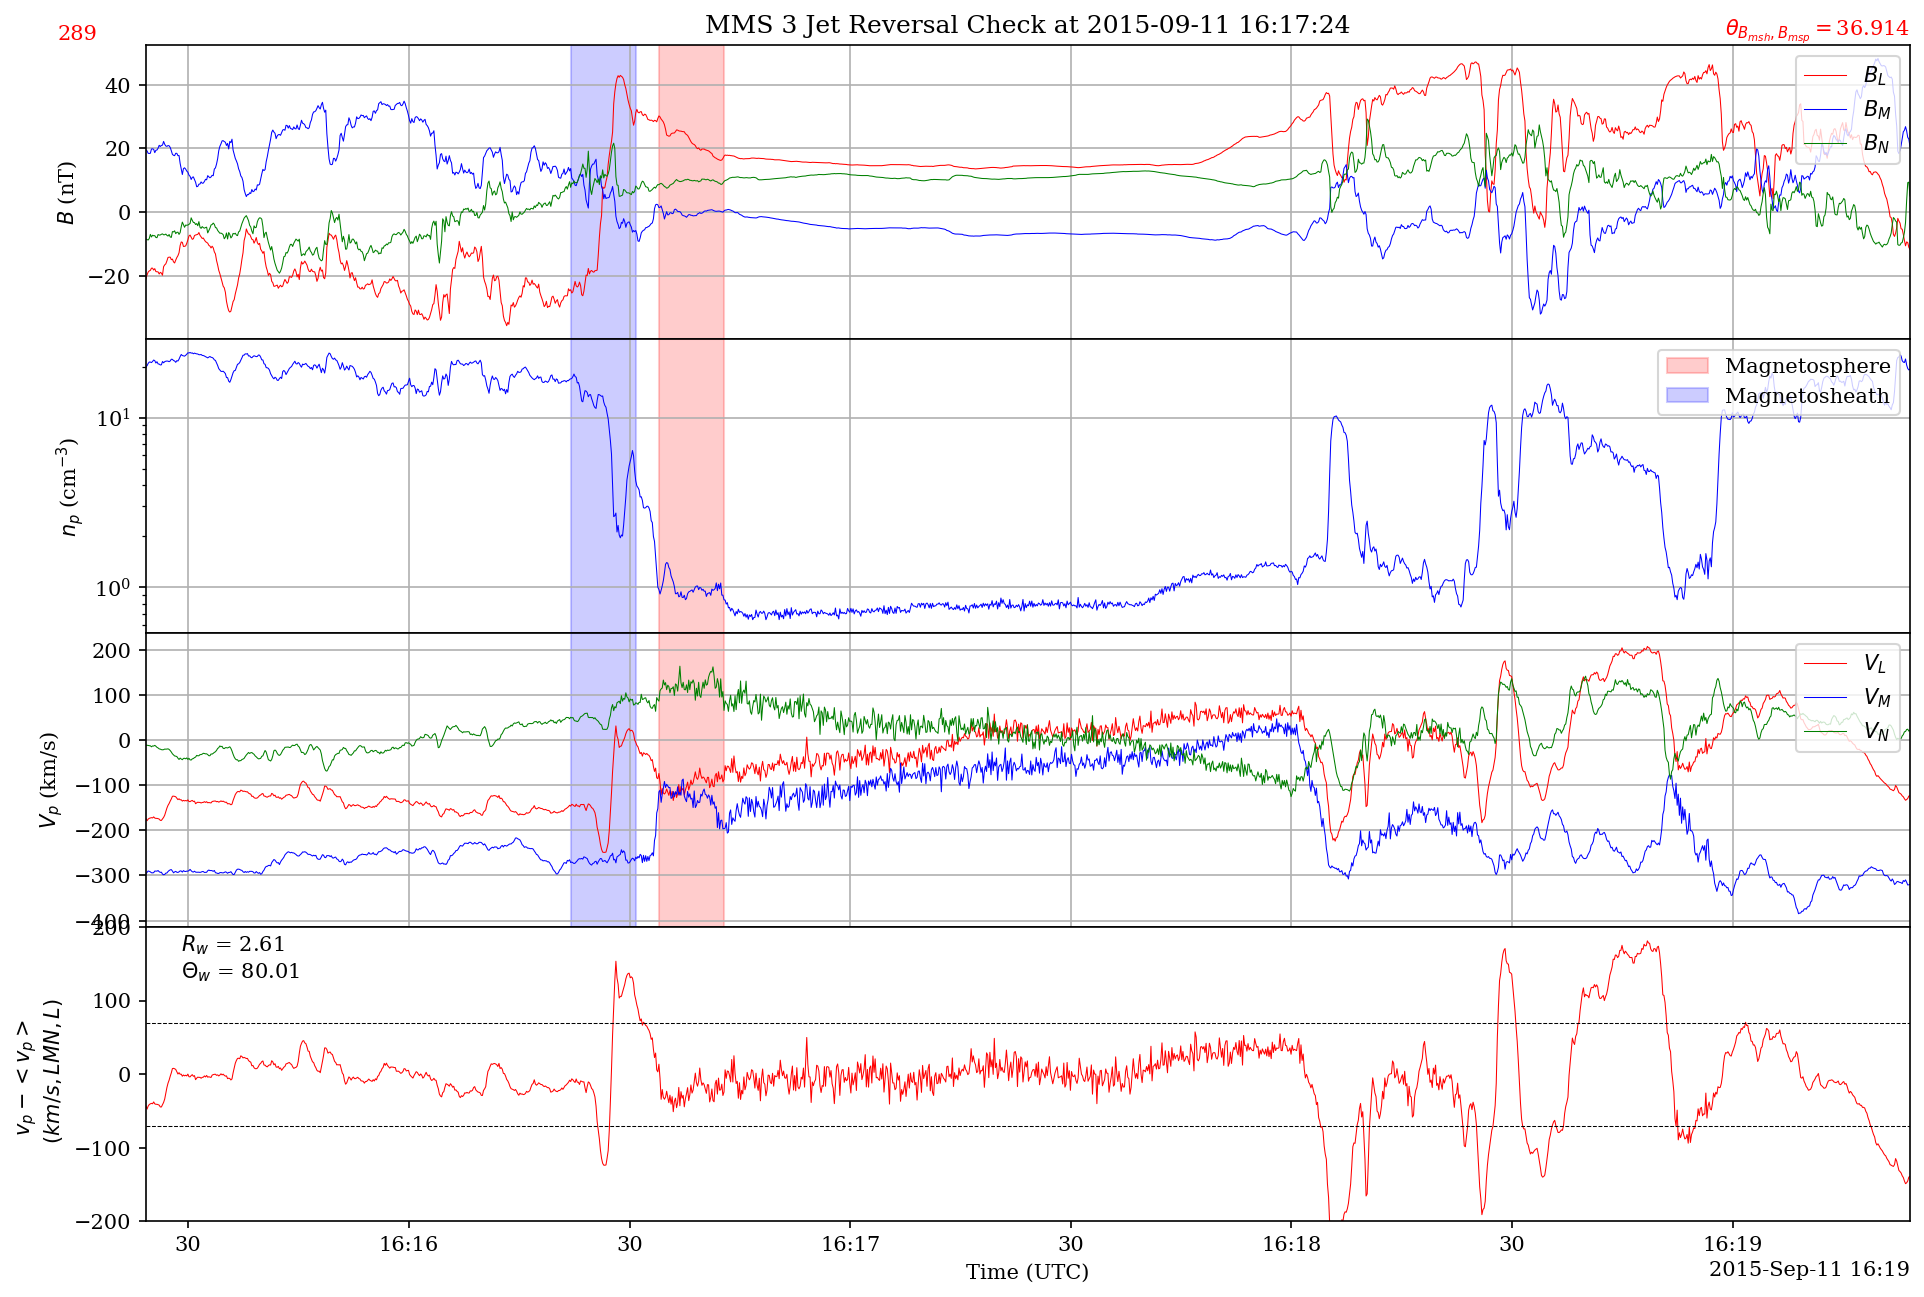 289
MMS 3 Jet Reversal Check at 2015-09-11 16:17:24
θ_{B_{msh}, B_{msp}} = 36.914
40
20
0
−20
B (nT)
B_L
B_M
B_N
10^1
10^0
n_p (cm^{−3})
Magnetosphere
Magnetosheath
200
100
0
−100
−200
−300
−400
V_p (km/s)
V_L
V_M
V_N
200
100
0
−100
−200
v_p − < v_p >
(km/s, LMN, L)
R_w = 2.61
Θ_w = 80.01
30
16:16
30
16:17
30
16:18
30
16:19
Time (UTC)
2015-Sep-11 16:19